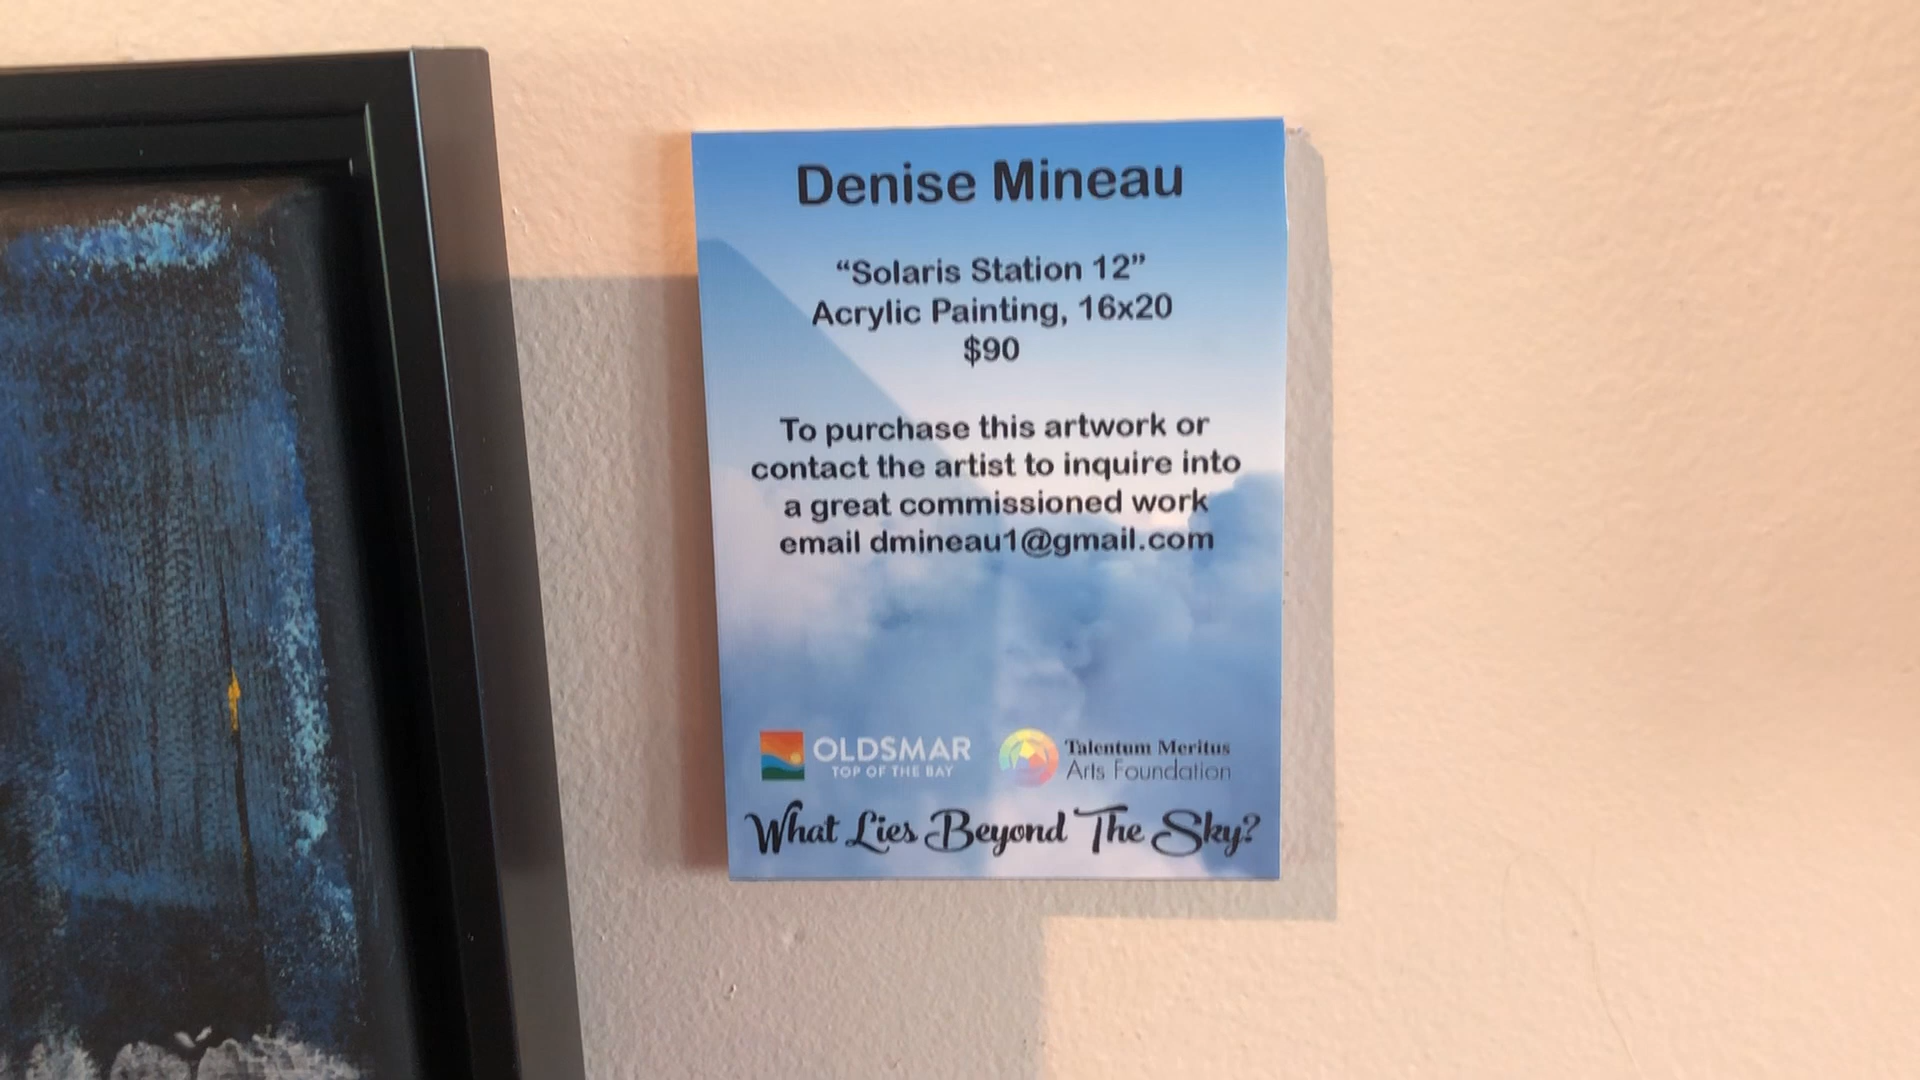 Denise Mineau
“Solaris Station 12”
Acrylic Painting, 16x20
$90
To purchase this artwork or
contact the artist to inquire into
a great commissioned work
email dmineau1@gmail.com
OLDSMAR
TOP OF THE BAY
Talentum Meritus
Arts Foundation
What Lies Beyond The Sky?